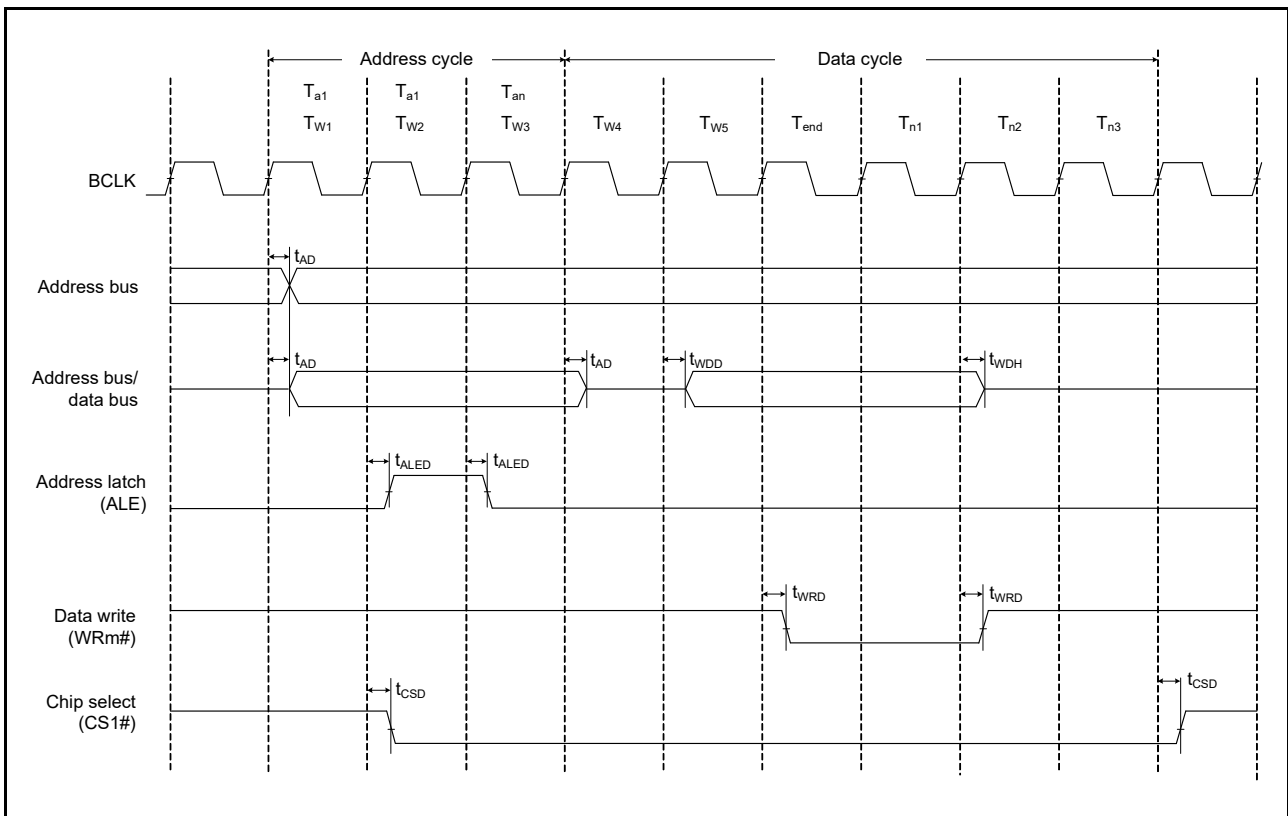 Address cycle Data cycle
Ta1 Ta1 Tan
TW1 TW2 TW3 TW4 TW5 Tend Tn1 Tn2 Tn3
BCLK
tAD
Address bus
tAD tAD tWDD tWDH
Address bus/
data bus
tALED tALED
Address latch
(ALE)
tWRD tWRD
Data write
(WRm#)
tCSD tCSD
Chip select
(CS1#)